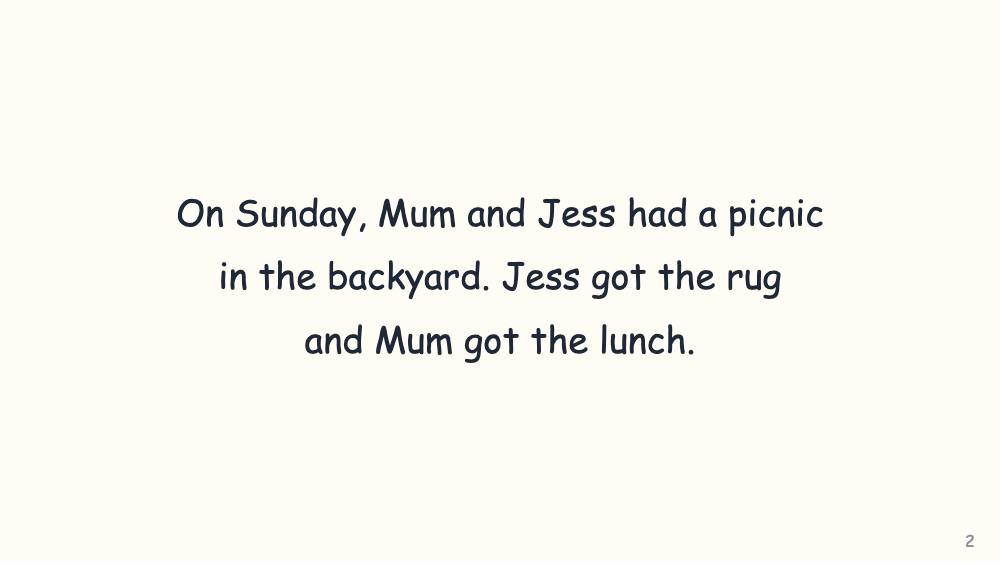 On Sunday, Mum and Jess had a picnic
in the backyard. Jess got the rug
and Mum got the lunch.
2